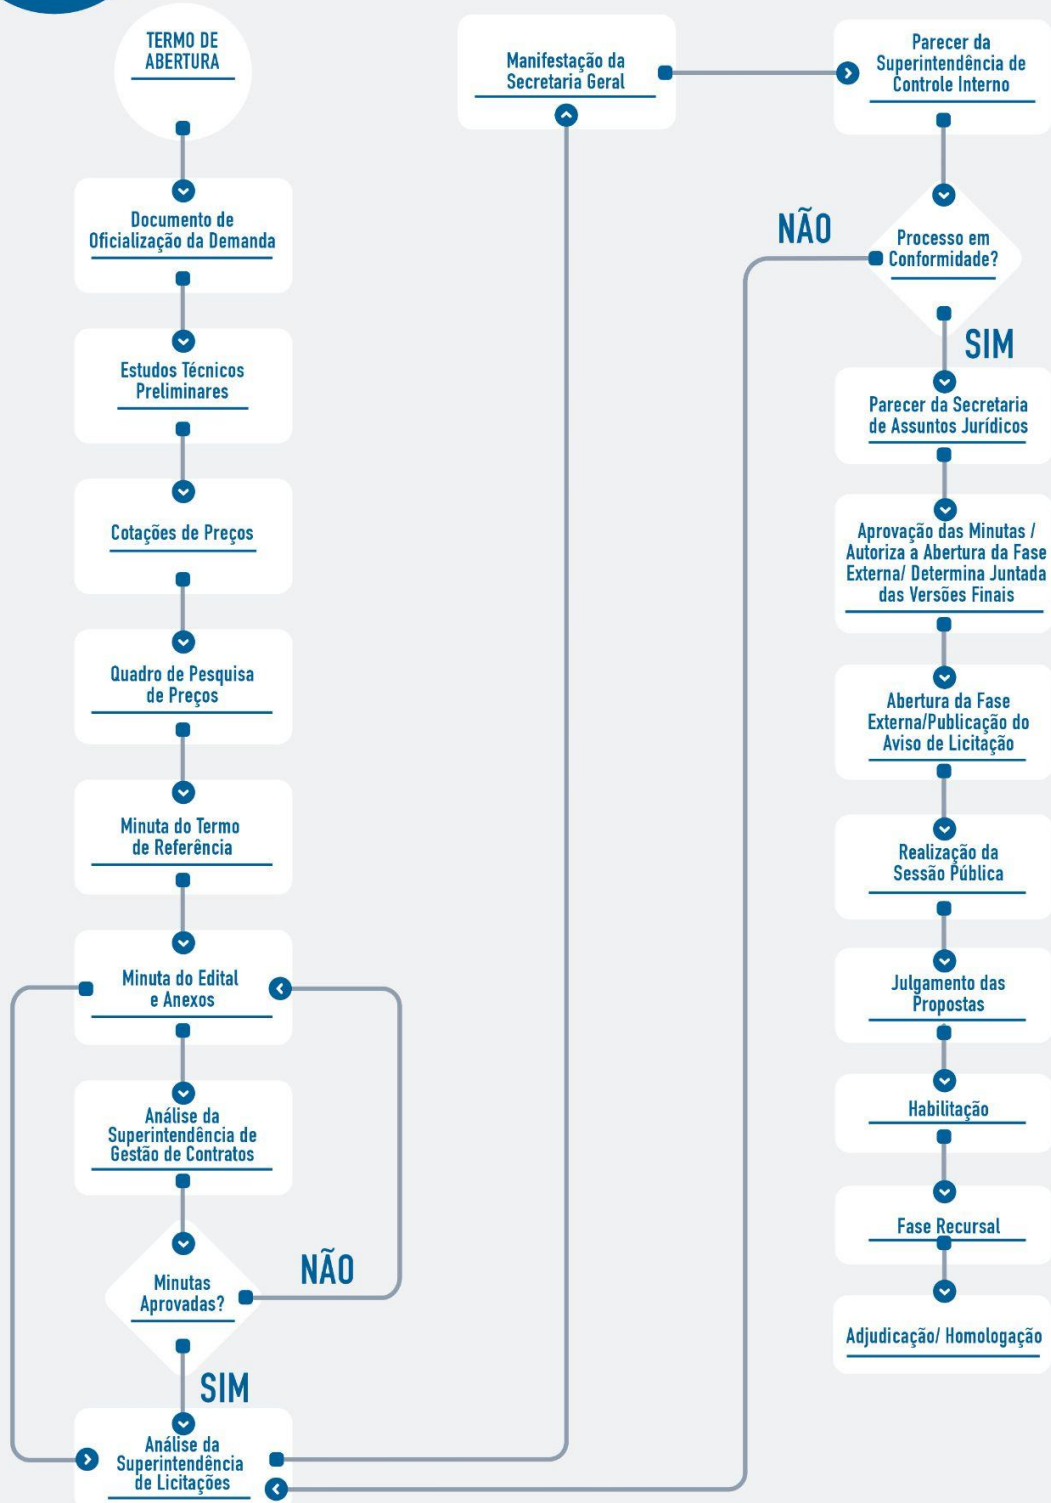 TERMO DE
ABERTURA
Documento de
Oficialização da Demanda
Estudos Técnicos
Preliminares
Cotações de Preços
Quadro de Pesquisa
de Preços
Minuta do Termo
de Referência
Minuta do Edital
e Anexos
Análise da
Superintendência de
Gestão de Contratos
Minutas
Aprovadas?
NÃO
SIM
Análise da
Superintendência
de Licitações
Manifestação da
Secretaria Geral
Parecer da
Superintendência de
Controle Interno
Processo em
Conformidade?
NÃO
SIM
Parecer da Secretaria
de Assuntos Jurídicos
Aprovação das Minutas /
Autoriza a Abertura da Fase
Externa/ Determina Juntada
das Versões Finais
Abertura da Fase
Externa/Publicação do
Aviso de Licitação
Realização da
Sessão Pública
Julgamento das
Propostas
Habilitação
Fase Recursal
Adjudicação/ Homologação